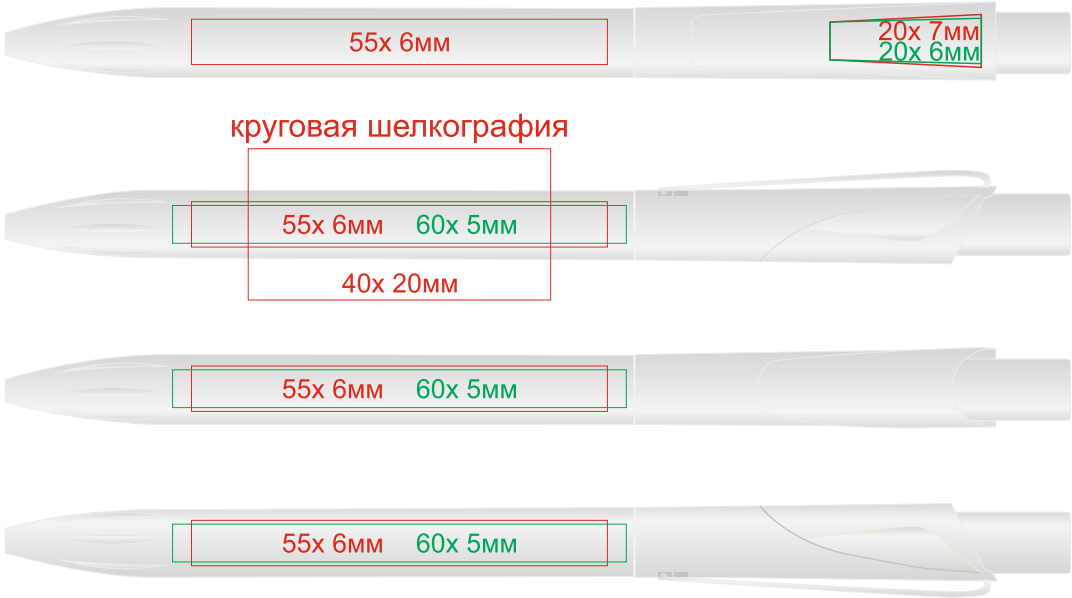 55х 6мм
20х 7мм
20х 6мм
круговая шелкография
55х 6мм 60х 5мм
40х 20мм
55х 6мм 60х 5мм
55х 6мм 60х 5мм